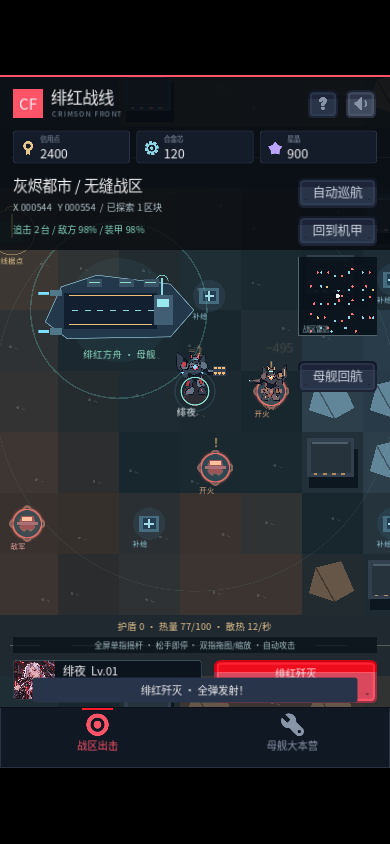 CF 绯红战线
CRIMSON FRONT
?
信用点
2400
合金芯
120
星晶
900
灰烬都市 / 无缝战区
自动巡航
X 000544 Y 000554 / 已探索 1 区块
追击 2 台 / 敌方 98% / 装甲 98%
回到机甲
线据点
补给
绯红方舟 · 母舰
-495
母舰回航
绯夜
开火
!
开火
敌军
补给
补给
护盾 0 · 热量 77/100 · 散热 12/秒
全屏单指摇杆 · 松手即停 · 双指拖图/缩放 · 自动攻击
绯夜 Lv.01
绯红歼灭
绯红歼灭 · 全弹发射!
战区出击
母舰大本营